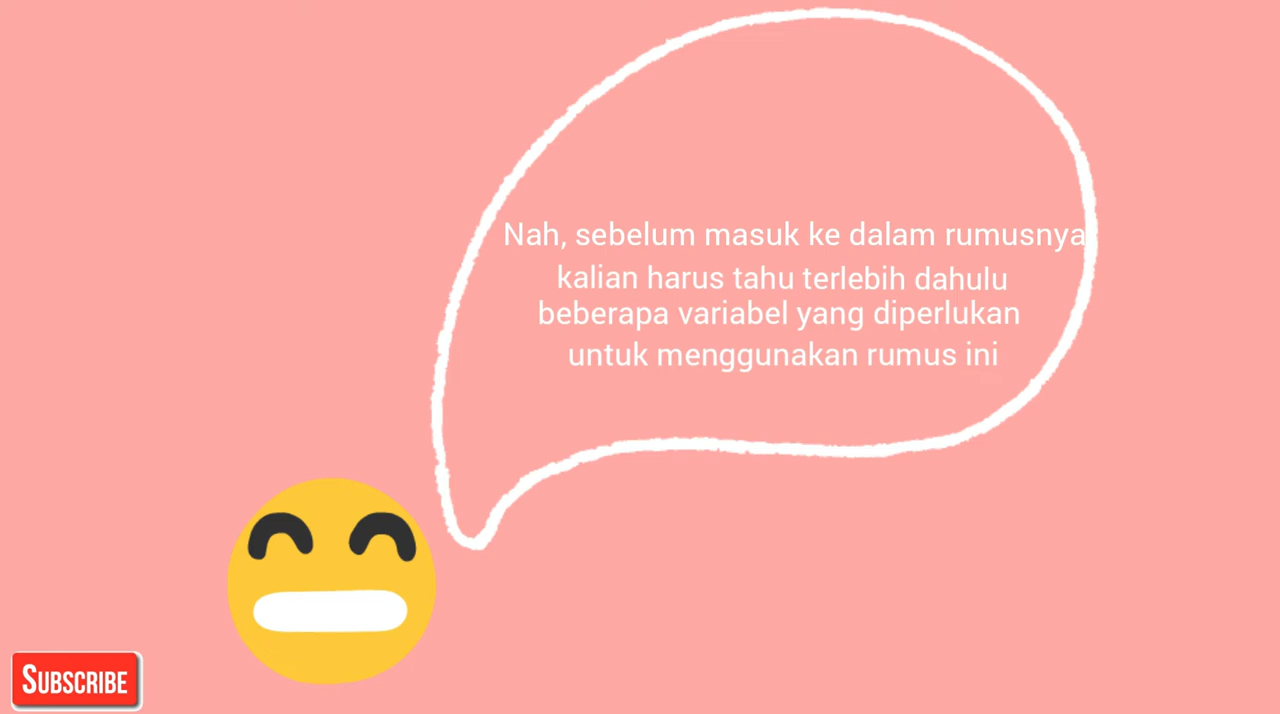 Nah, sebelum masuk ke dalam rumusnya
kalian harus tahu terlebih dahulu
beberapa variabel yang diperlukan
untuk menggunakan rumus ini
SUBSCRIBE